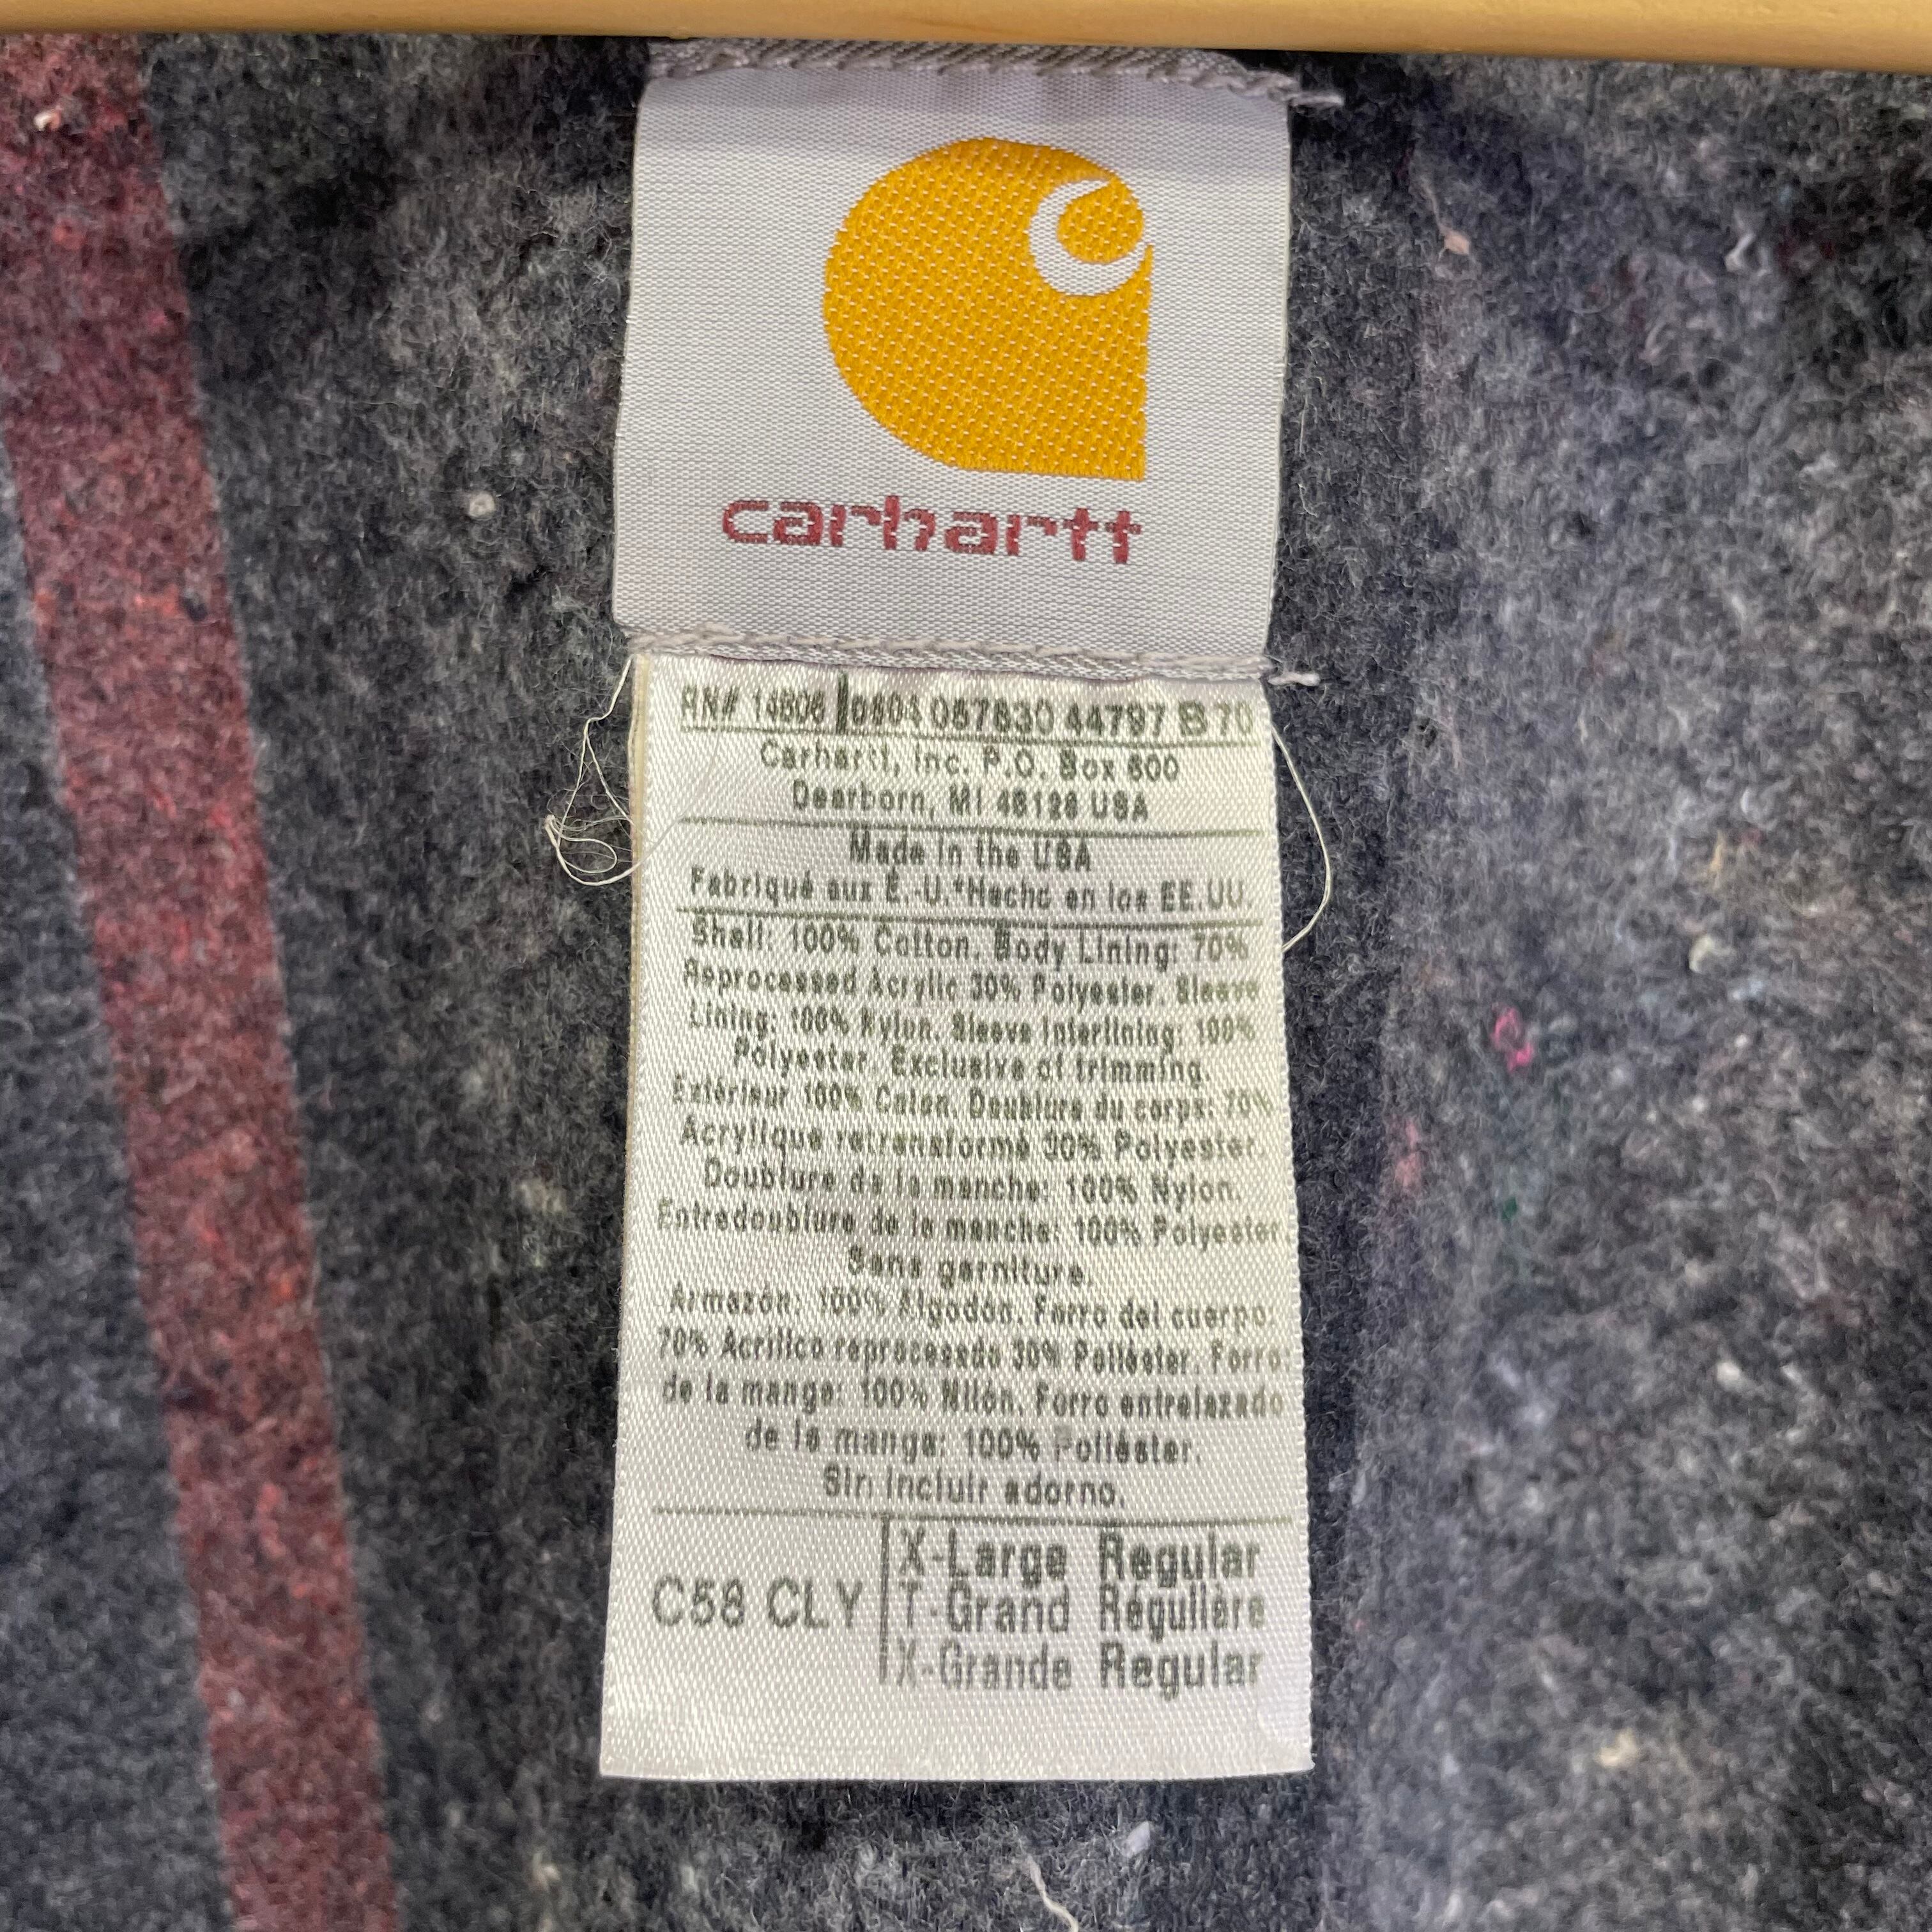 carhartt
RN# 14806 0804 087830 44797 B 70
Carhartt, Inc. P.O. Box 600
Dearborn, MI 48126 USA
Made in the USA
Fabriqué aux É.-U.*Hecho en los EE.UU.
Shell: 100% Cotton. Body Lining: 70%
Reprocessed Acrylic 30% Polyester. Sleeve
Lining: 100% Nylon. Sleeve Interlining: 100%
Polyester. Exclusive of trimming.
Extérieur 100% Coton. Doublure du corps: 70%
Acrylique retransformé 30% Polyester.
Doublure de la manche: 100% Nylon.
Entredoublure de la manche: 100% Polyester
Sans garniture.
Armazón: 100% Algodón. Forro del cuerpo:
70% Acrílico reprocesado 30% Poliéster. Forro
de la manga: 100% Nilón. Forro entrelazado
de la manga: 100% Poliéster.
Sin incluir adorno.
C58 CLY
X-Large Regular
T-Grand Régulière
X-Grande Regular